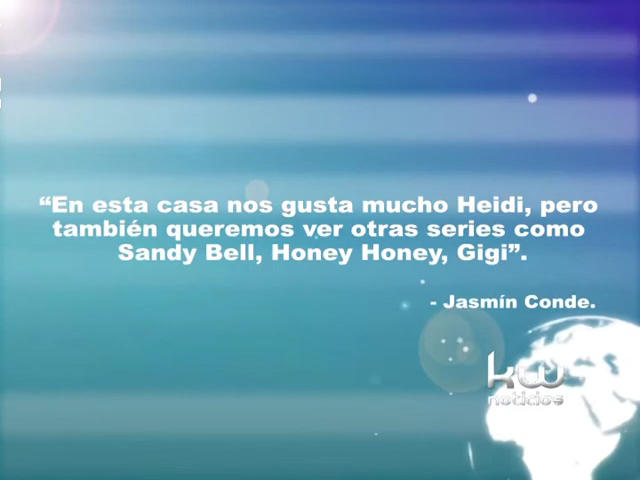 “En esta casa nos gusta mucho Heidi, pero
también queremos ver otras series como
Sandy Bell, Honey Honey, Gigi”.
- Jasmín Conde.
kw
noticias